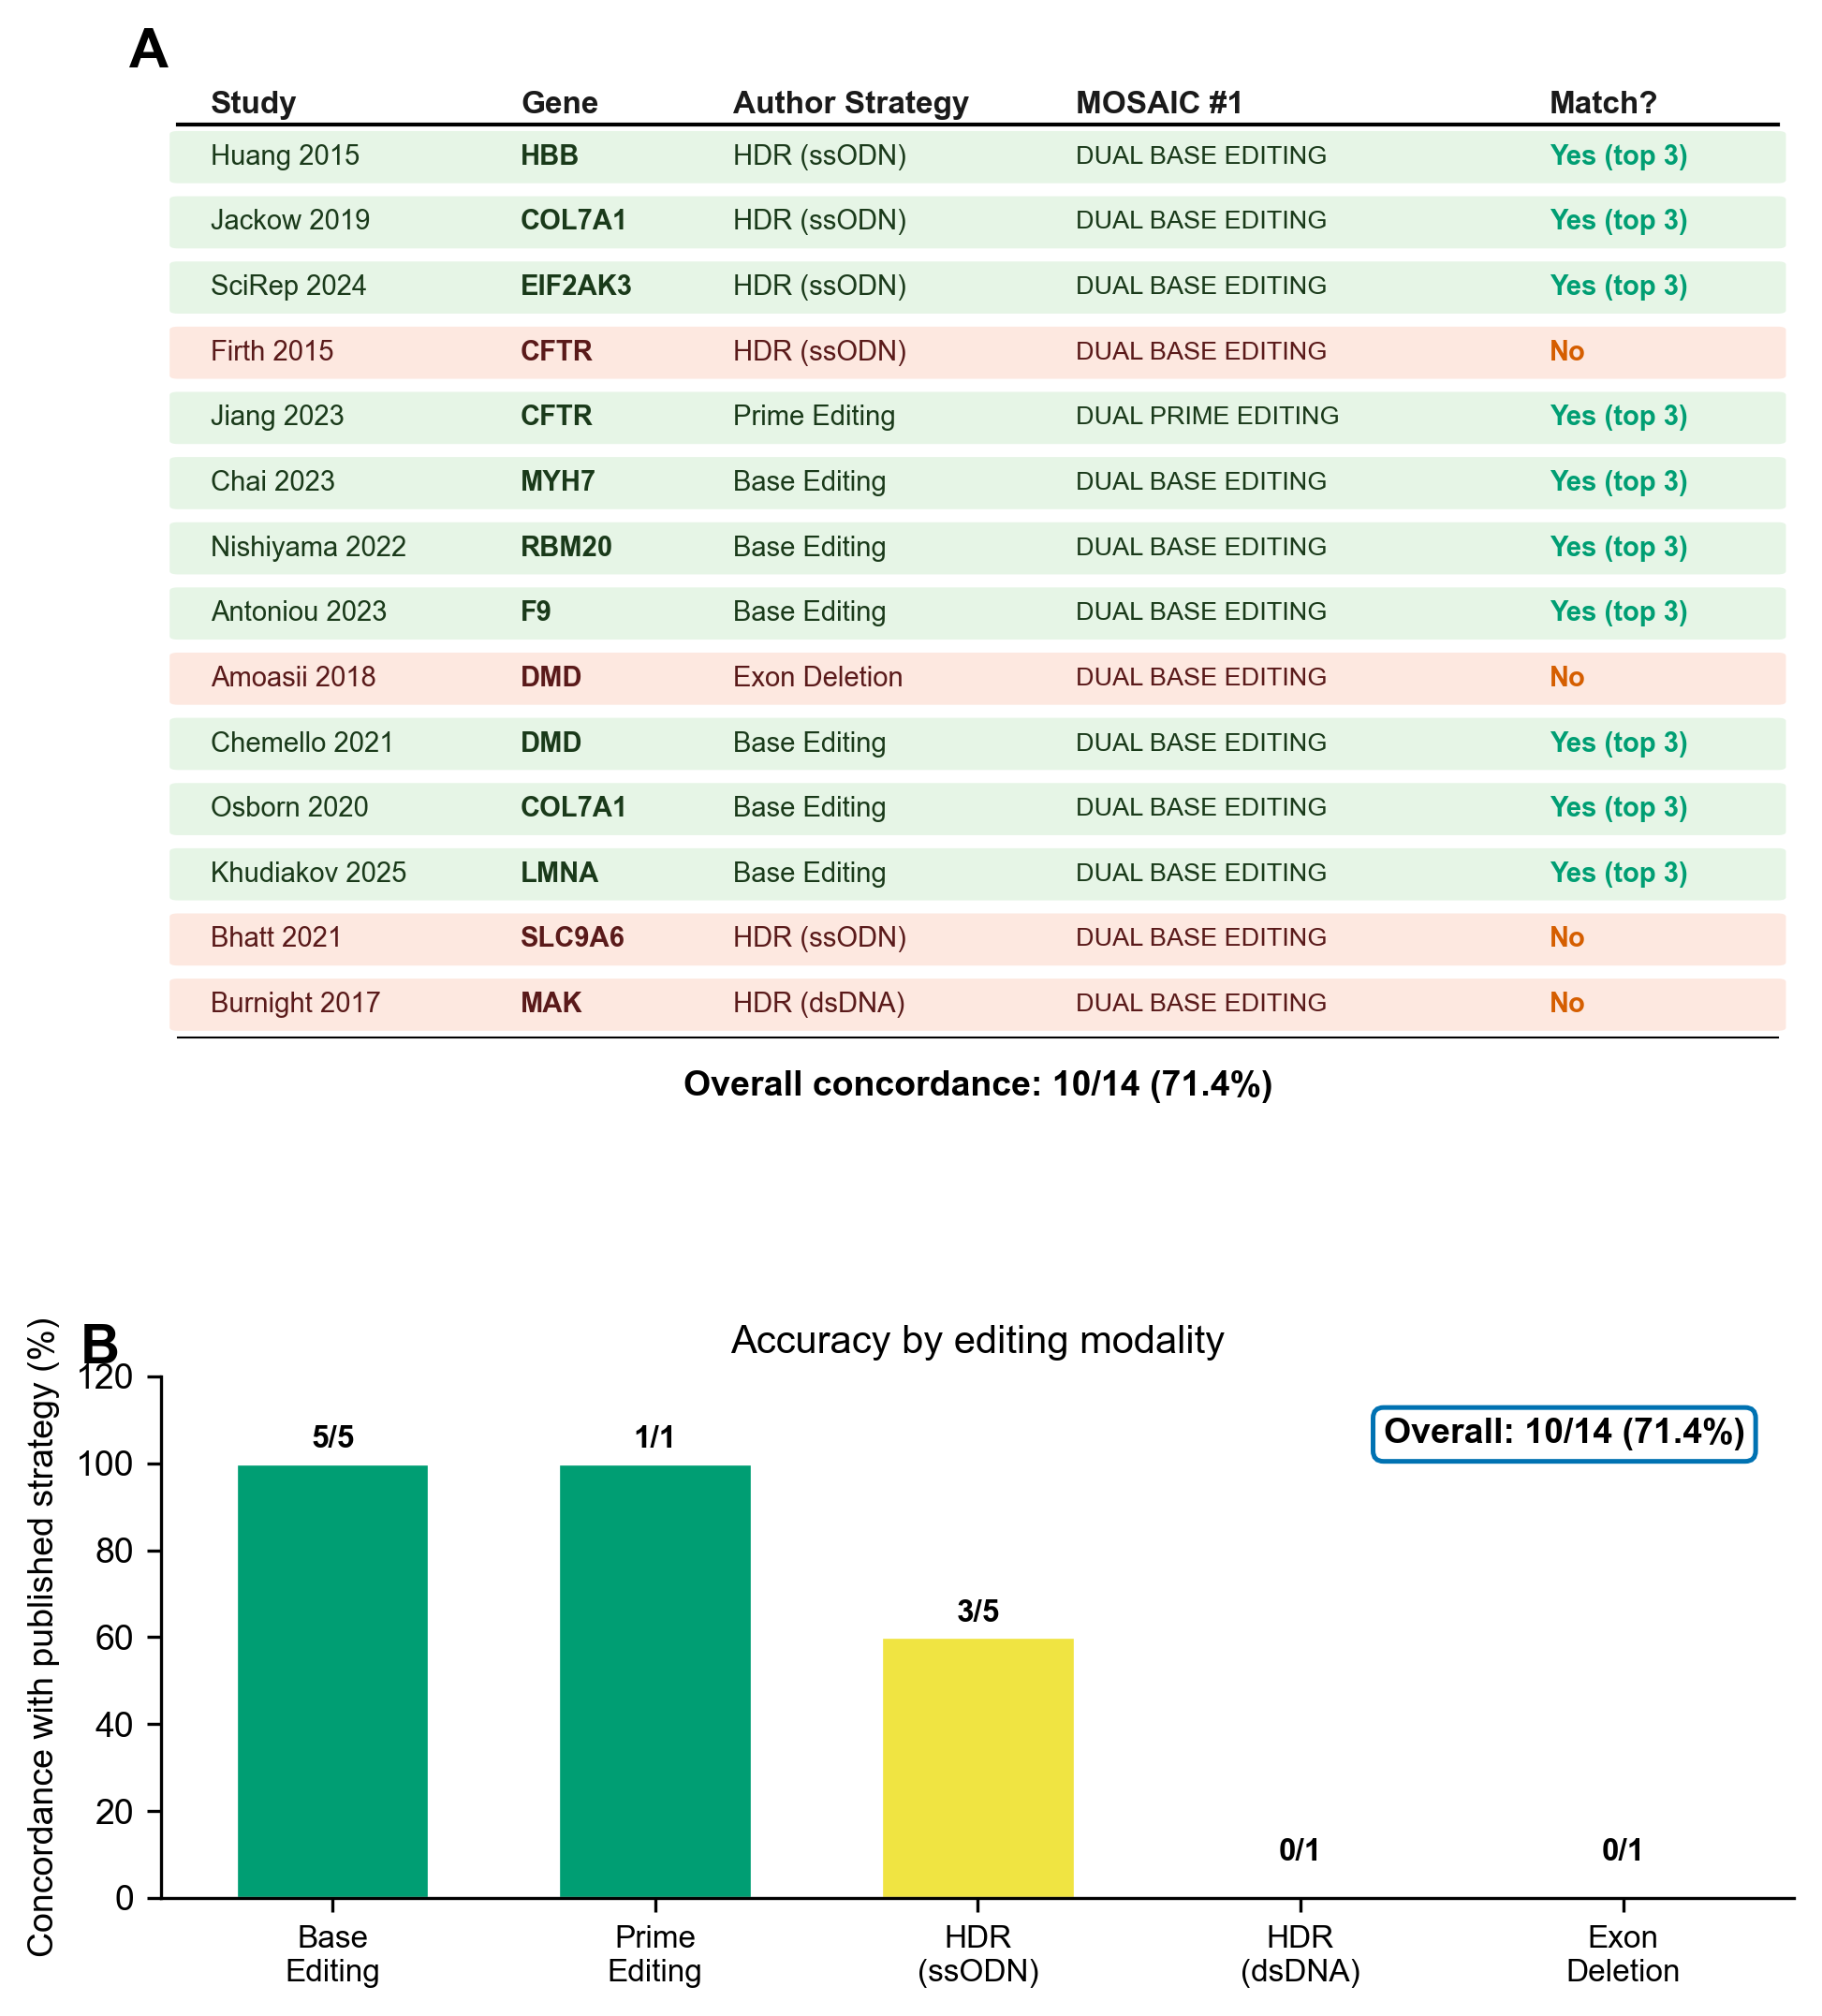 A
Study Gene Author Strategy MOSAIC #1 Match?
Huang 2015 HBB HDR (ssODN) DUAL BASE EDITING Yes (top 3)
Jackow 2019 COL7A1 HDR (ssODN) DUAL BASE EDITING Yes (top 3)
SciRep 2024 EIF2AK3 HDR (ssODN) DUAL BASE EDITING Yes (top 3)
Firth 2015 CFTR HDR (ssODN) DUAL BASE EDITING No
Jiang 2023 CFTR Prime Editing DUAL PRIME EDITING Yes (top 3)
Chai 2023 MYH7 Base Editing DUAL BASE EDITING Yes (top 3)
Nishiyama 2022 RBM20 Base Editing DUAL BASE EDITING Yes (top 3)
Antoniou 2023 F9 Base Editing DUAL BASE EDITING Yes (top 3)
Amoasii 2018 DMD Exon Deletion DUAL BASE EDITING No
Chemello 2021 DMD Base Editing DUAL BASE EDITING Yes (top 3)
Osborn 2020 COL7A1 Base Editing DUAL BASE EDITING Yes (top 3)
Khudiakov 2025 LMNA Base Editing DUAL BASE EDITING Yes (top 3)
Bhatt 2021 SLC9A6 HDR (ssODN) DUAL BASE EDITING No
Burnight 2017 MAK HDR (dsDNA) DUAL BASE EDITING No
Overall concordance: 10/14 (71.4%)
B
Accuracy by editing modality
Concordance with published strategy (%)
120
100
80
60
40
20
0
5/5
1/1
3/5
0/1
0/1
Overall: 10/14 (71.4%)
Base
Editing
Prime
Editing
HDR
(ssODN)
HDR
(dsDNA)
Exon
Deletion